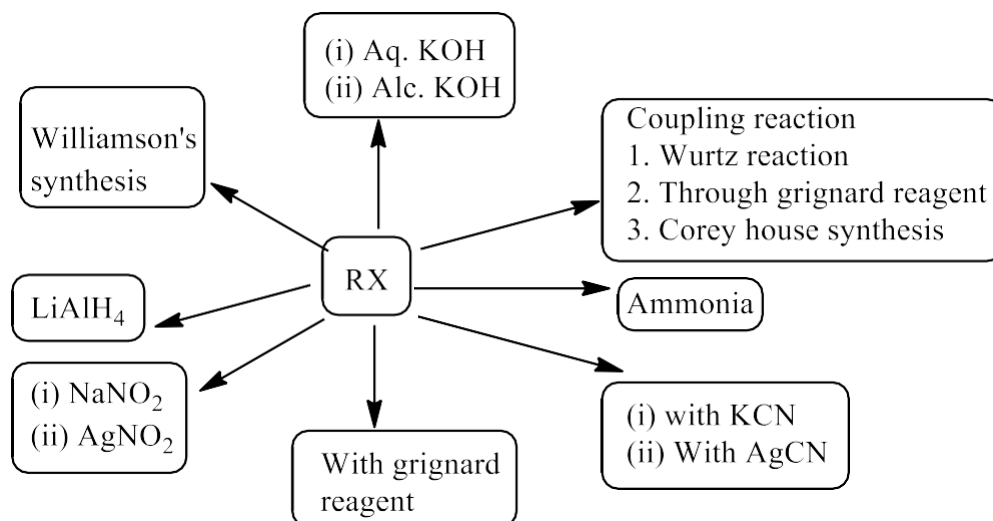 (i) Aq. KOH
(ii) Alc. KOH
Williamson's
synthesis
Coupling reaction
1. Wurtz reaction
2. Through grignard reagent
3. Corey house synthesis
RX
LiAlH₄
Ammonia
(i) NaNO₂
(ii) AgNO₂
With grignard
reagent
(i) with KCN
(ii) With AgCN